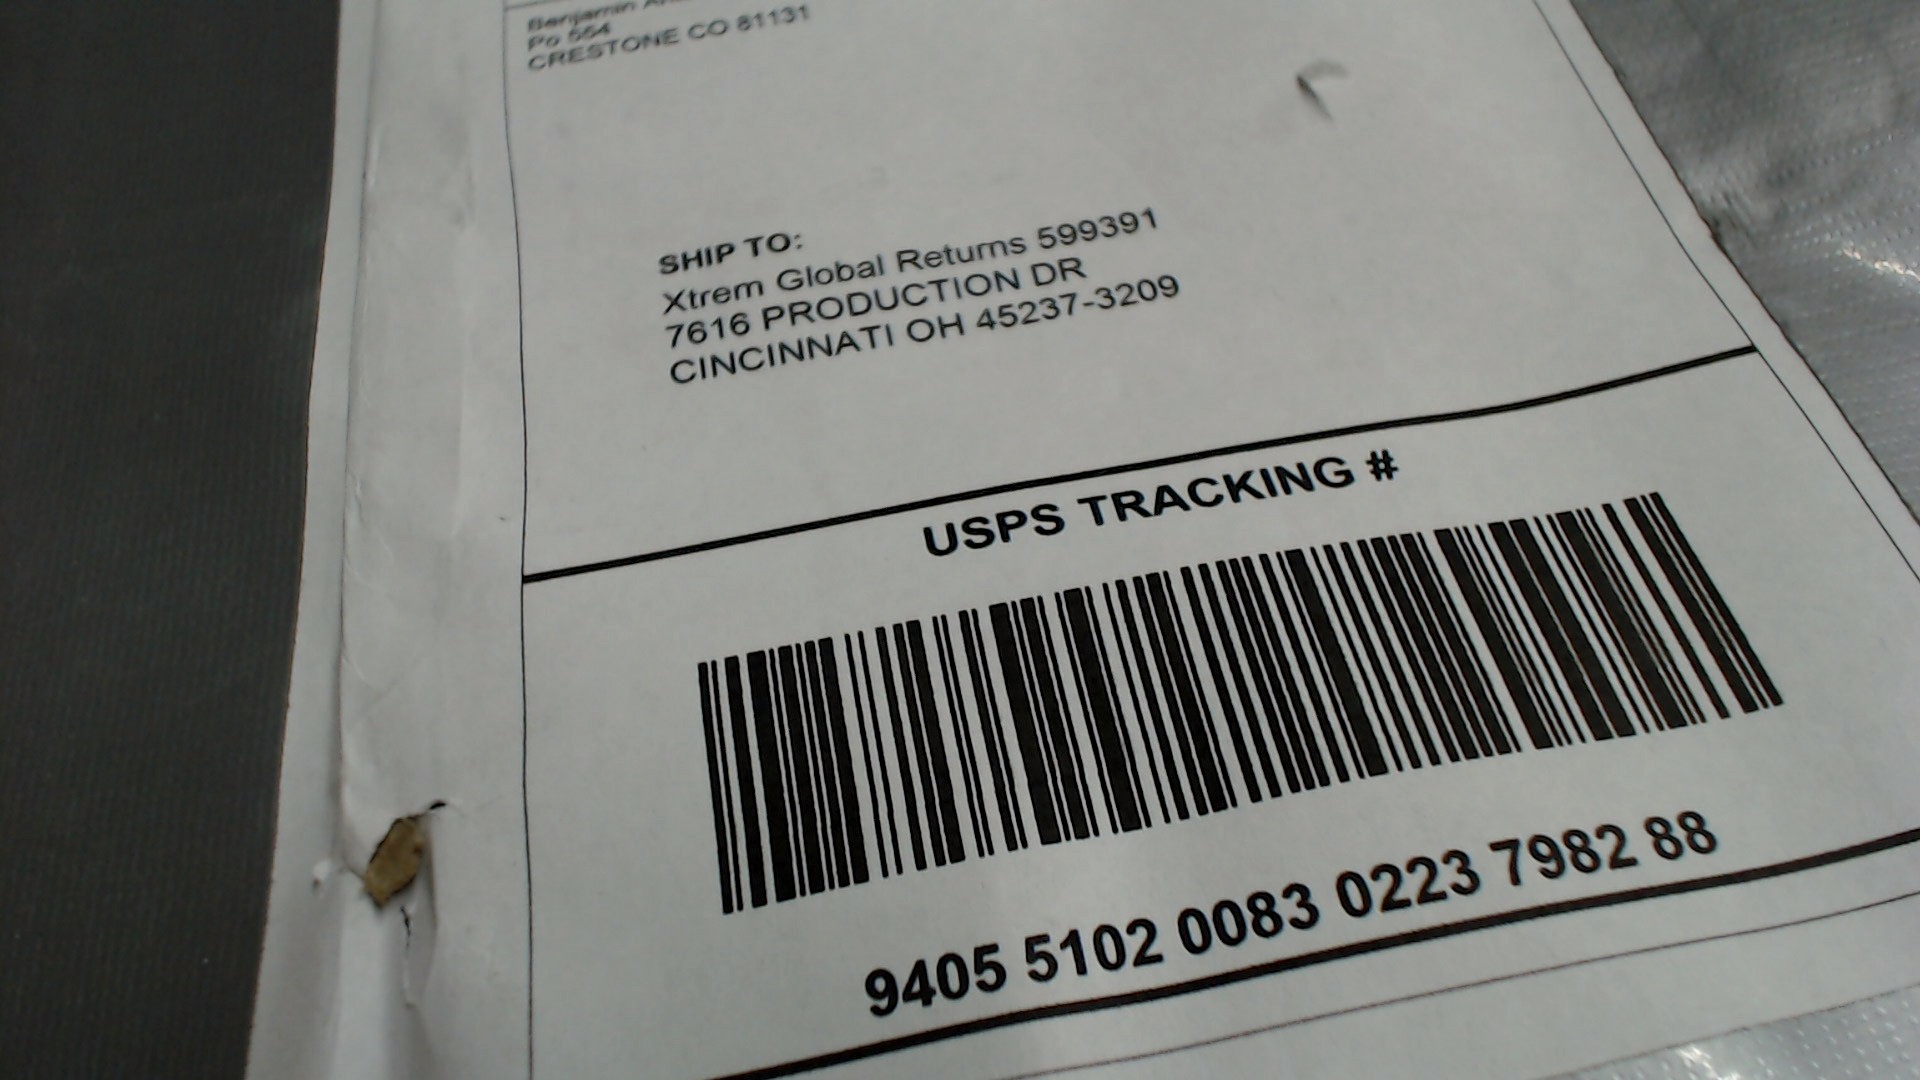 Benjamin
Po 554
CRESTONE CO 81131
SHIP TO:
Xtrem Global Returns 599391
7616 PRODUCTION DR
CINCINNATI OH 45237-3209
USPS TRACKING #
9405 5102 0083 0223 7982 88